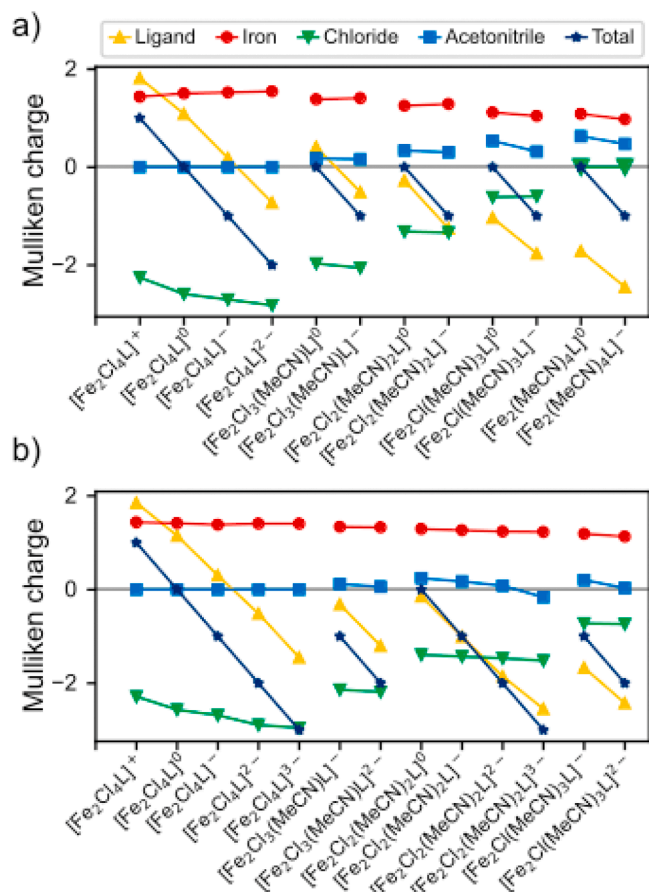 a)
Ligand Iron Chloride Acetonitrile Total
Mulliken charge
2
0
−2
[Fe₂Cl₄L]⁺
[Fe₂Cl₄L]⁰
[Fe₂Cl₄L]⁻
[Fe₂Cl₄L]²⁻
[Fe₂Cl₃(MeCN)L]⁰
[Fe₂Cl₃(MeCN)L]⁻
[Fe₂Cl₂(MeCN)₂L]⁰
[Fe₂Cl₂(MeCN)₂L]⁻
[Fe₂Cl(MeCN)₃L]⁰
[Fe₂Cl(MeCN)₃L]⁻
[Fe₂(MeCN)₄L]⁰
[Fe₂(MeCN)₄L]⁻
b)
Mulliken charge
2
0
−2
[Fe₂Cl₄L]⁺
[Fe₂Cl₄L]⁰
[Fe₂Cl₄L]⁻
[Fe₂Cl₄L]²⁻
[Fe₂Cl₄L]³⁻
[Fe₂Cl₃(MeCN)L]⁻
[Fe₂Cl₃(MeCN)L]²⁻
[Fe₂Cl₂(MeCN)₂L]⁰
[Fe₂Cl₂(MeCN)₂L]⁻
[Fe₂Cl₂(MeCN)₂L]²⁻
[Fe₂Cl₂(MeCN)₂L]³⁻
[Fe₂Cl(MeCN)₃L]⁻
[Fe₂Cl(MeCN)₃L]²⁻